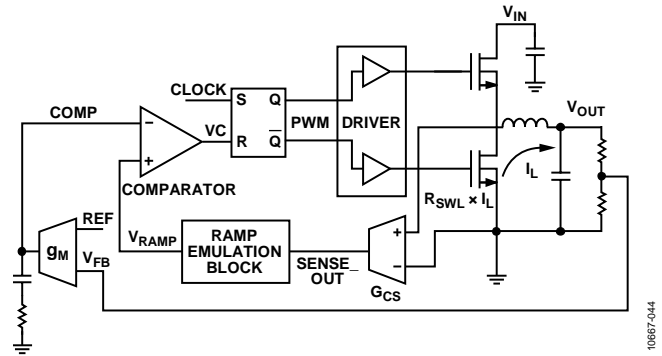 V_IN
CLOCK
S Q
PWM
DRIVER
V_OUT
COMP
−
VC
R Q̅
+
COMPARATOR
I_L
R_SWL × I_L
REF
V_RAMP
RAMP
EMULATION
BLOCK
+
g_M
V_FB
SENSE_
OUT
−
G_CS
10667-044